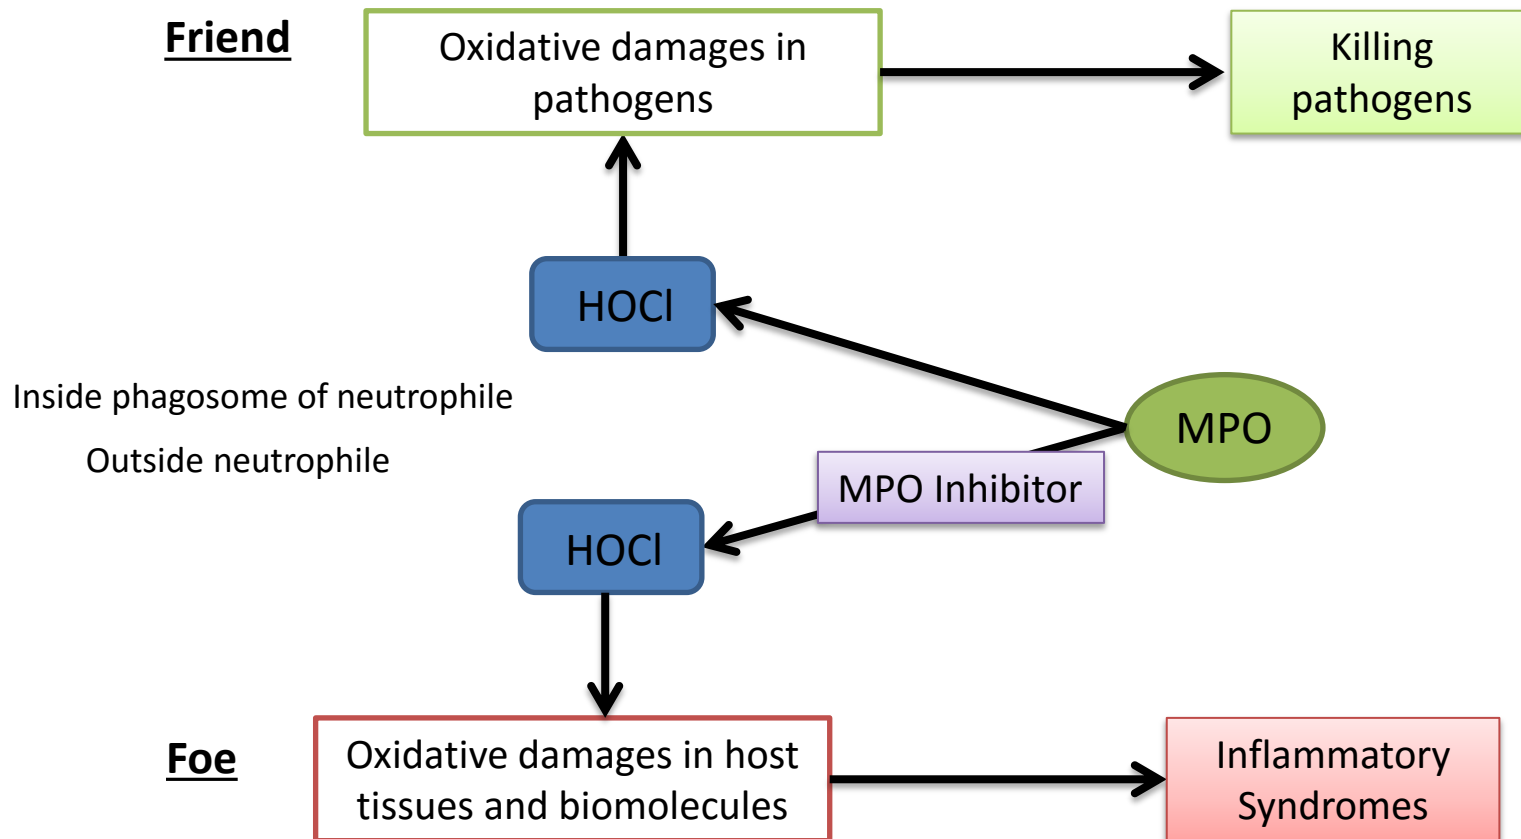 Friend
Oxidative damages in
pathogens
Killing
pathogens
HOCl
Inside phagosome of neutrophile
MPO
Outside neutrophile
MPO Inhibitor
HOCl
Foe
Oxidative damages in host
tissues and biomolecules
Inflammatory
Syndromes